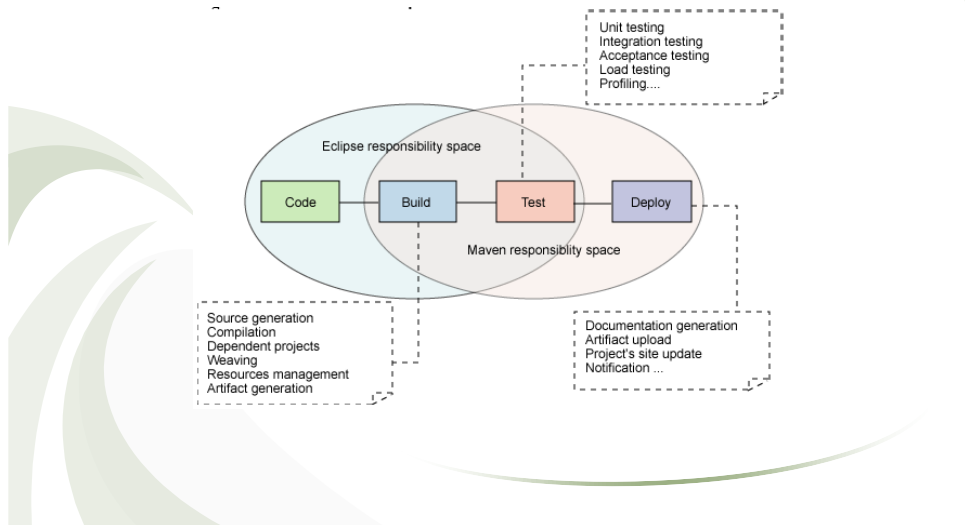 Unit testing
Integration testing
Acceptance testing
Load testing
Profiling....
Eclipse responsibility space
Code
Build
Test
Deploy
Maven responsiblity space
Source generation
Compilation
Dependent projects
Weaving
Resources management
Artifact generation
Documentation generation
Artifiact upload
Project's site update
Notification ...